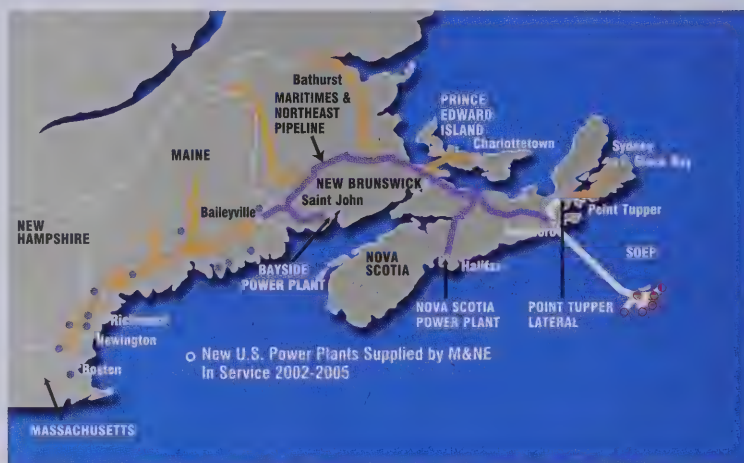 Bathurst
MARITIMES &
NORTHEAST
PIPELINE
PRINCE
EDWARD
ISLAND
Charlottetown
Sydney
MAINE
NEW BRUNSWICK
Saint John
Baileyville
Point Tupper
NEW
HAMPSHIRE
BAYSIDE
POWER PLANT
NOVA
SCOTIA
Halifax
SOEP
NOVA SCOTIA
POWER PLANT
POINT TUPPER
LATERAL
Richmond
Newington
Boston
New U.S. Power Plants Supplied by M&NE
In Service 2002-2005
MASSACHUSETTS